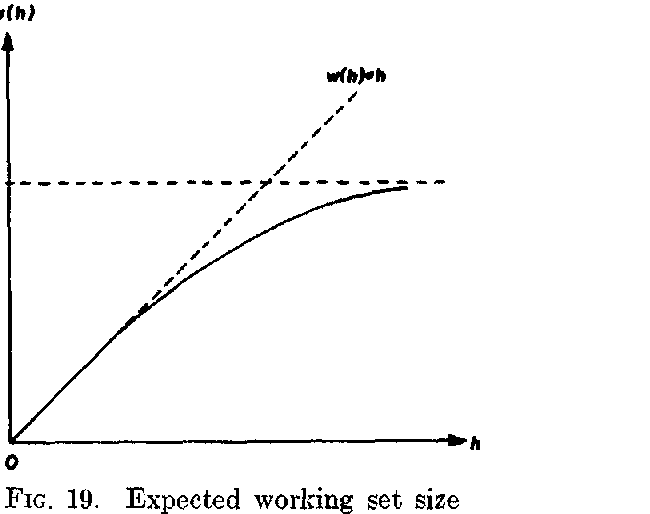 w(h)
w(h)=h
h
O
FIG. 19. Expected working set size